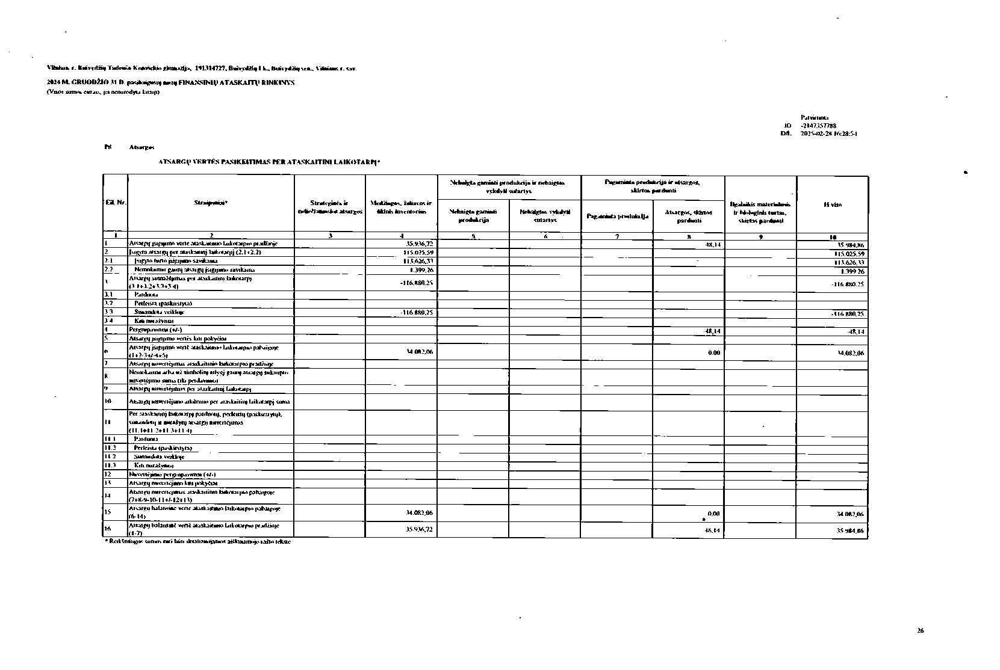 Vilniaus r. Buivydžių Tadeušo Konvickio gimnazija, 191314727, Buivydžių k., Buivydžių sen., Vilniaus r. sav.
2024 M. GRUODŽIO 31 D. pasibaigusių metų FINANSINIŲ ATASKAITŲ RINKINYS
(Visos sumos eurais, jei nenurodyta kitaip)
Patvirtinta
ID -2147357788
D/L 2025-02-28 16:28:54
P8 Atsargos
ATSARGŲ VERTĖS PASIKEITIMAS PER ATASKAITINĮ LAIKOTARPĮ*
Eil. Nr. Straipsniai* Strateginės ir neliečiamosios atsargos Medžiagos, žaliavos ir ūkinis inventorius Nebaigta gaminti produkcija ir nebaigtos vykdyti sutartys Pagaminta produkcija ir atsargos, skirtos parduoti Ilgalaikis materialusis ir biologinis turtas, skirtas parduoti Iš viso
Nebaigta gaminti produkcija Nebaigtos vykdyti sutartys Pagaminta produkcija Atsargos, skirtos parduoti
1 2 3 4 5 6 7 8 9 10
1 Atsargų įsigijimo vertė ataskaitinio laikotarpio pradžioje 35.936,72 48,14 35.984,86
2 Įsigyta atsargų per ataskaitinį laikotarpį (2.1+2.2) 115.025,59 115.025,59
2.1 Įsigyto turto įsigijimo savikaina 113.626,33 113.626,33
2.2 Nemokamai gautų atsargų įsigijimo savikaina 1.399,26 1.399,26
3 Atsargų sumažėjimas per ataskaitinį laikotarpį
(3.1+3.2+3.3+3.4) -116.880,25 -116.880,25
3.1 Parduota
3.2 Perleista (paskirstyta)
3.3 Sunaudota veikloje -116.880,25 -116.880,25
3.4 Kiti nurašymai
4 Pergrupavimai (+/-) -48,14 -48,14
5 Atsargų įsigijimo vertės kiti pokyčiai
6 Atsargų įsigijimo vertė ataskaitinio laikotarpio pabaigoje
(1+2-3+/-4+5) 34.082,06 0,00 34.082,06
7 Atsargų nuvertėjimas ataskaitinio laikotarpio pradžioje
8 Nemokamai arba už simbolinį atlygį gautų atsargų sukaupto
nuvertėjimo suma (iki perdavimo)
9 Atsargų nuvertėjimas per ataskaitinį laikotarpį
10 Atsargų nuvertėjimo atkūrimo per ataskaitinį laikotarpį suma
11 Per ataskaitinį laikotarpį parduotų, perleistų (paskirstytų),
sunaudotų ir nurašytų atsargų nuvertėjimas
(11.1+11.2+11.3+11.4)
11.1 Parduota
11.2 Perleista (paskirstyta)
11.2 Sunaudota veikloje
11.3 Kiti nurašymai
12 Nuvertėjimo pergrupavimai (+/-)
13 Atsargų nuvertėjimo kiti pokyčiai
14 Atsargų nuvertėjimas ataskaitinio laikotarpio pabaigoje
(7+8-9-10-11+/-12+13)
15 Atsargų balansinė vertė ataskaitinio laikotarpio pabaigoje
(6-14) 34.082,06 0,00 34.082,06
16 Atsargų balansinė vertė ataskaitinio laikotarpio pradžioje
(1-7) 35.936,72 48,14 35.984,86
* Reikšmingos sumos turi būti detalizuojamos aiškinamojo rašto tekste
26